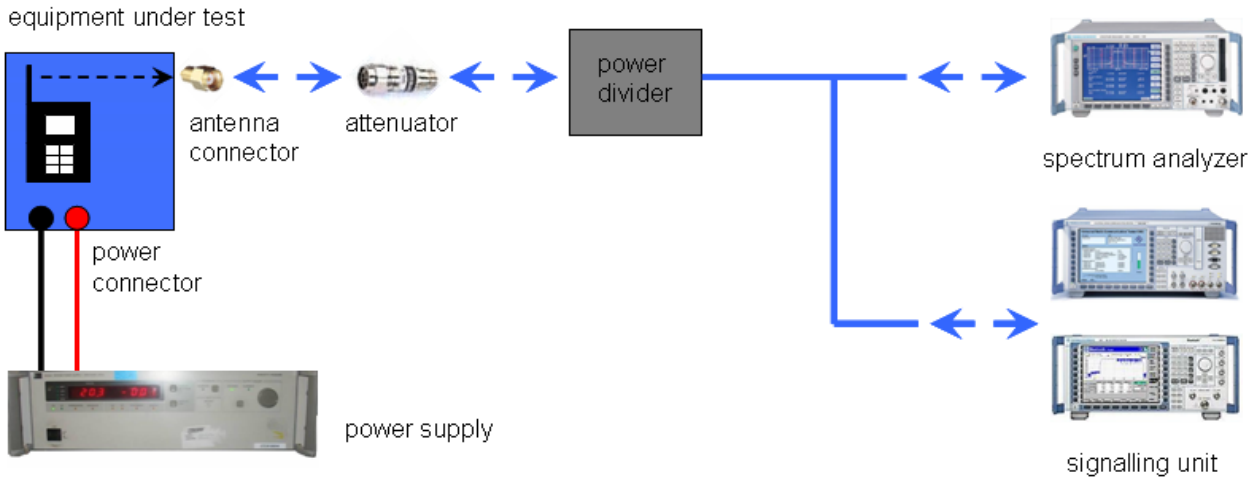 equipment under test
power
divider
antenna
connector
attenuator
spectrum analyzer
power
connector
power supply
signalling unit